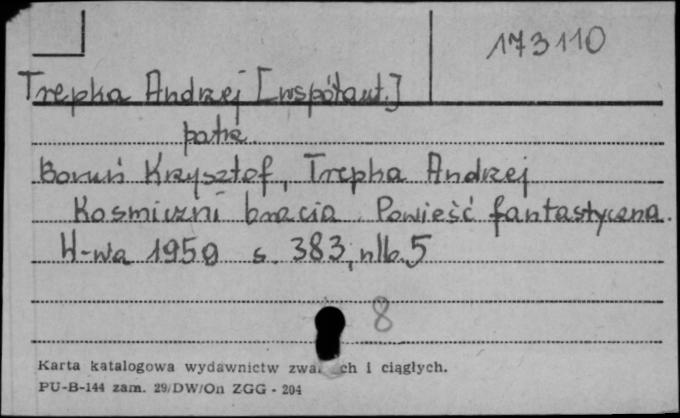 173110
Trepka Andrzej [współaut.]
patrz
Boruń Krzysztof, Trepka Andrzej
Kosmiczni bracia. Powieść fantastyczna.
W-wa 1959 s. 383, nlb. 5
8
Karta katalogowa wydawnictw zwa ch i ciągłych.
PU-B-144 zam. 29/DW/On ZGG - 204